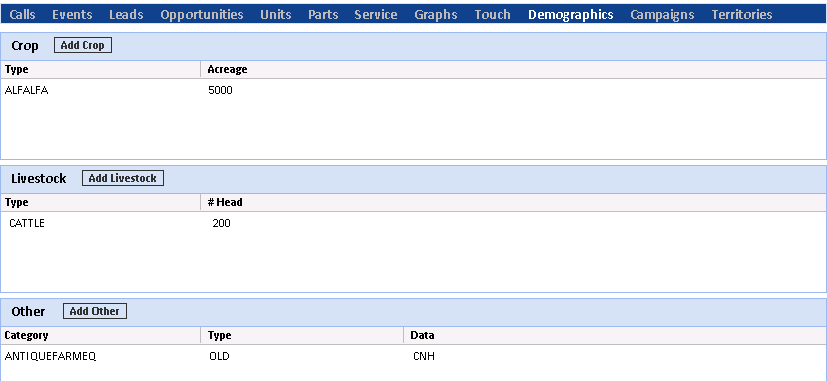 Calls Events Leads Opportunities Units Parts Service Graphs Touch Demographics Campaigns Territories
Crop Add Crop
Type Acreage
ALFALFA 5000
Livestock Add Livestock
Type # Head
CATTLE 200
Other Add Other
Category Type Data
ANTIQUEFARMEQ OLD CNH